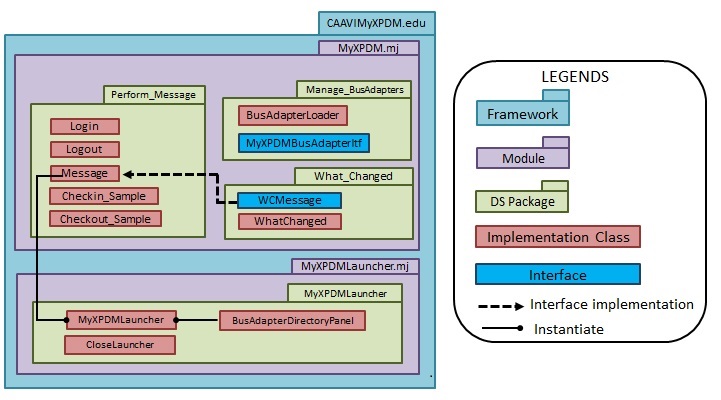 CAAVIMyXPDM.edu
MyXPDM.mj
Perform_Message
Login
Logout
Message
Checkin_Sample
Checkout_Sample
Manage_BusAdapters
BusAdapterLoader
MyXPDMBusAdapterItf
What_Changed
WCMessage
WhatChanged
MyXPDMLauncher.mj
MyXPDMLauncher
MyXPDMLauncher
BusAdapterDirectoryPanel
CloseLauncher
.
LEGENDS
Framework
Module
DS Package
Implementation Class
Interface
Interface implementation
Instantiate